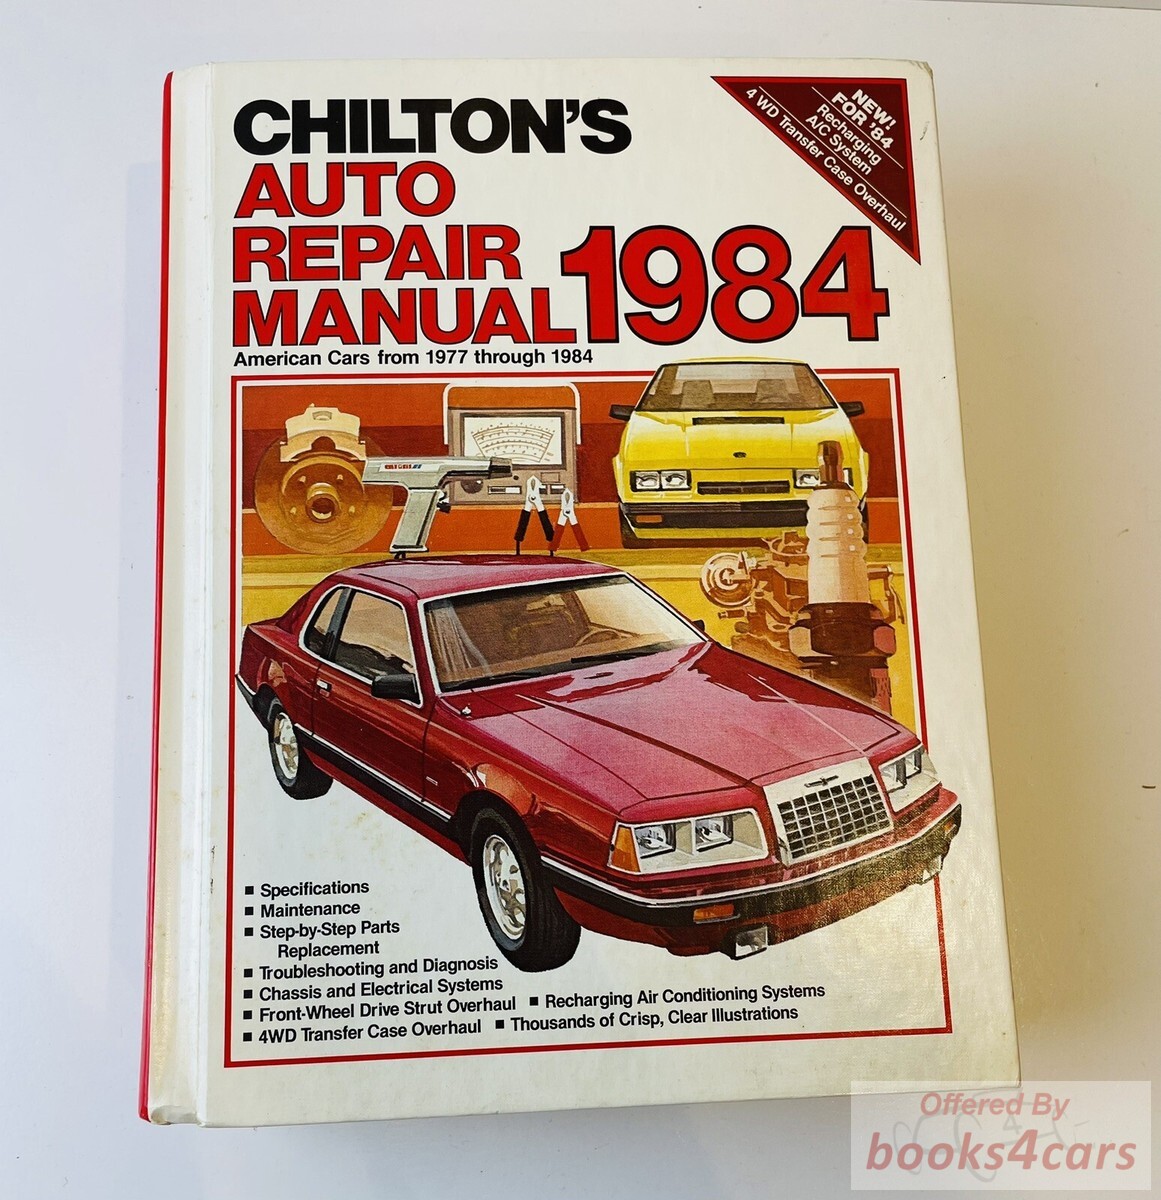 CHILTON'S
AUTO
REPAIR
MANUAL 1984
American Cars from 1977 through 1984
NEW!
FOR '84
Recharging
A/C System
4 WD Transfer Case Overhaul
■ Specifications
■ Maintenance
■ Step-by-Step Parts
Replacement
■ Troubleshooting and Diagnosis
■ Chassis and Electrical Systems
■ Front-Wheel Drive Strut Overhaul ■ Recharging Air Conditioning Systems
■ 4WD Transfer Case Overhaul ■ Thousands of Crisp, Clear Illustrations
Offered By
books4cars